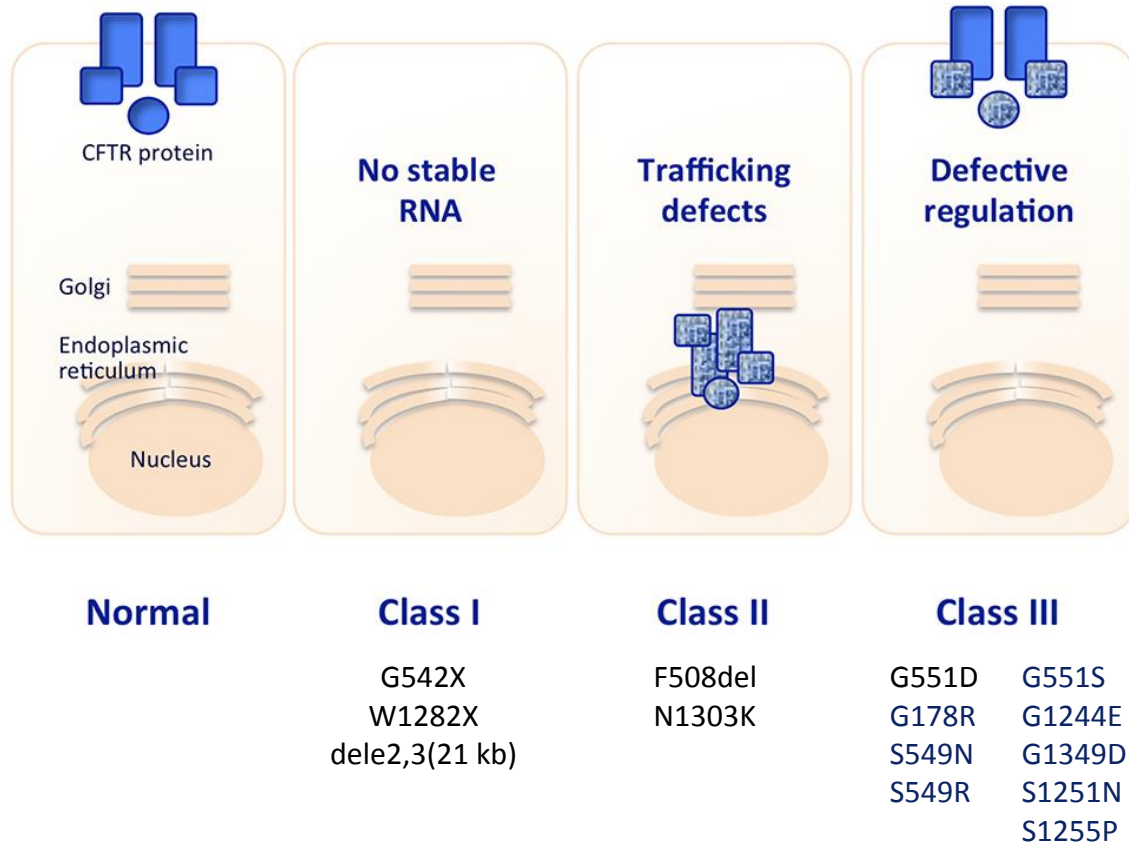 CFTR protein
Golgi
Endoplasmic
reticulum
Nucleus
No stable
RNA
Trafficking
defects
Defective
regulation
Normal
Class I
Class II
Class III
G542X
W1282X
dele2,3(21 kb)
F508del
N1303K
G551D
G178R
S549N
S549R
G551S
G1244E
G1349D
S1251N
S1255P